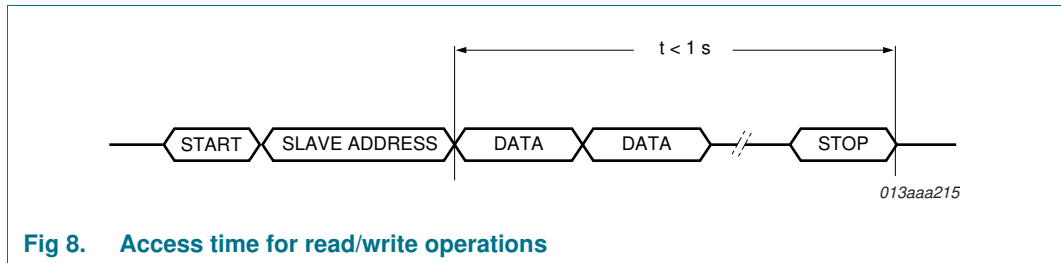 t < 1 s
START SLAVE ADDRESS DATA DATA STOP
013aaa215
Fig 8. Access time for read/write operations